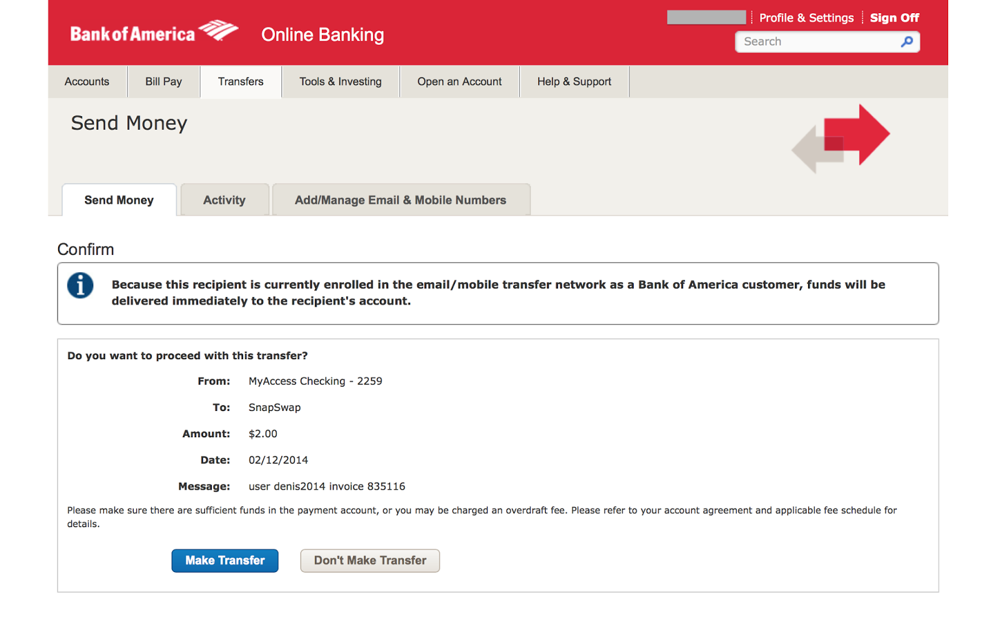 Bank of America Online Banking
Profile & Settings Sign Off
Search
Accounts Bill Pay Transfers Tools & Investing Open an Account Help & Support
Send Money
Send Money Activity Add/Manage Email & Mobile Numbers
Confirm
Because this recipient is currently enrolled in the email/mobile transfer network as a Bank of America customer, funds will be
delivered immediately to the recipient's account.
Do you want to proceed with this transfer?
From: MyAccess Checking - 2259
To: SnapSwap
Amount: $2.00
Date: 02/12/2014
Message: user denis2014 invoice 835116
Please make sure there are sufficient funds in the payment account, or you may be charged an overdraft fee. Please refer to your account agreement and applicable fee schedule for
details.
Make Transfer Don't Make Transfer